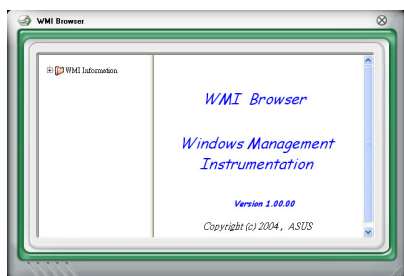 WMI Browser
WMI Information
WMI Browser
Windows Management
Instrumentation
Version 1.00.00
Copyright (c) 2004 , ASUS